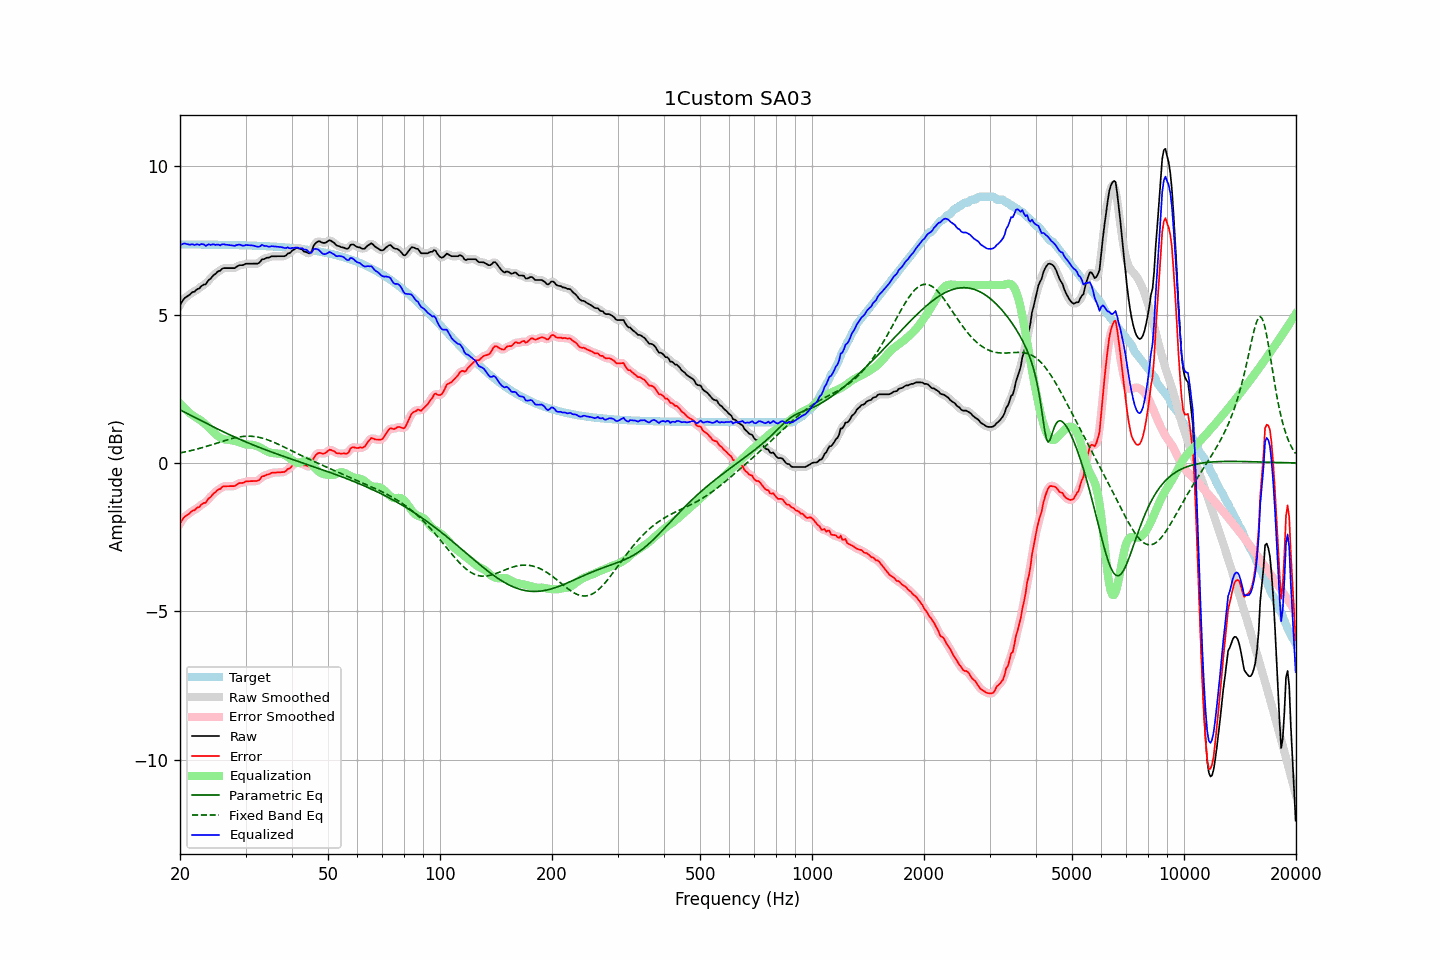 1Custom SA03
Amplitude (dBr)
10
5
0
−5
−10
Target
Raw Smoothed
Error Smoothed
Raw
Error
Equalization
Parametric Eq
Fixed Band Eq
Equalized
20 50 100 200 500 1000 2000 5000 10000 20000
Frequency (Hz)